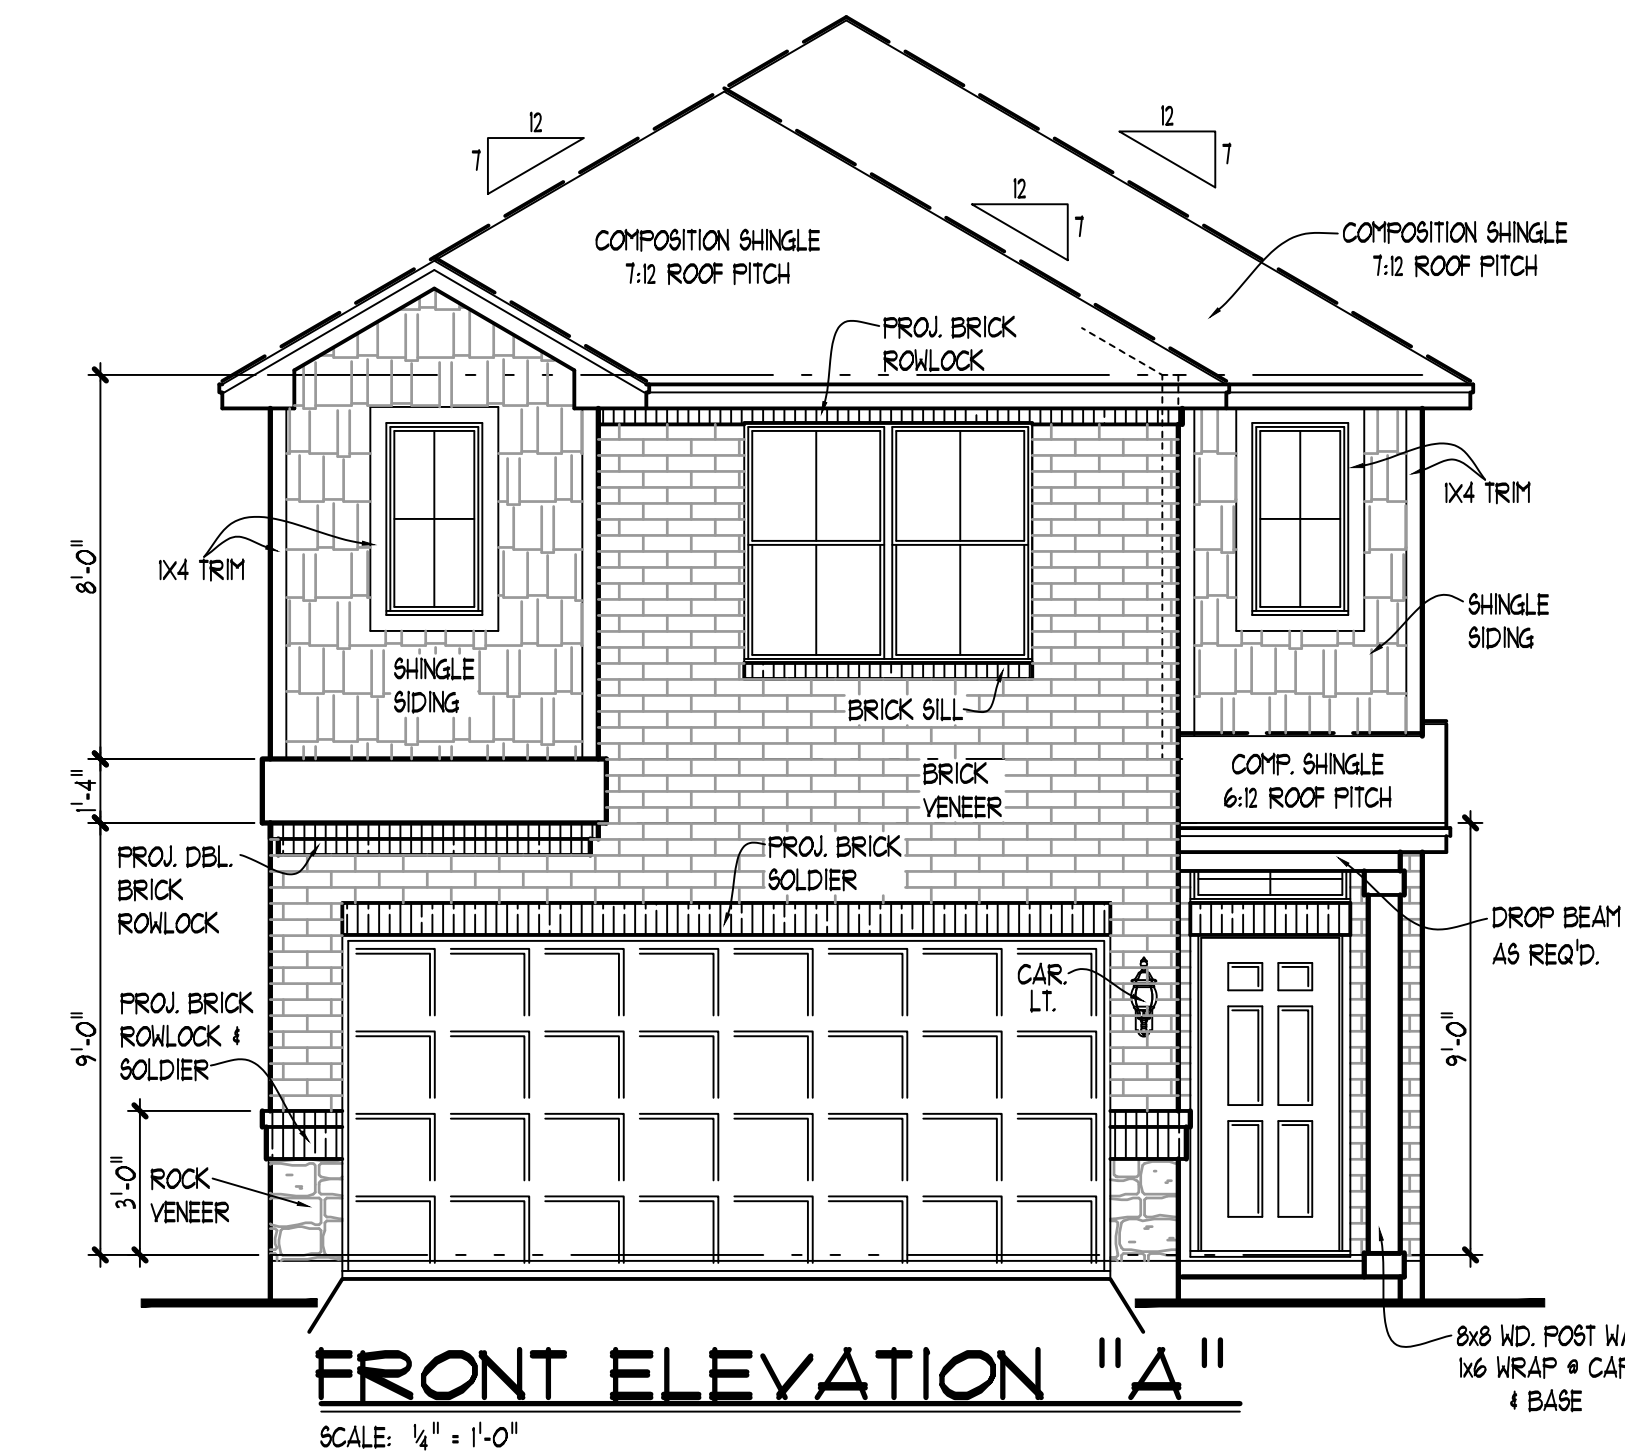 12
7
12
7
12
7
COMPOSITION SHINGLE
7:12 ROOF PITCH
COMPOSITION SHINGLE
7:12 ROOF PITCH
PROJ. BRICK
ROWLOCK
8'-0"
1X4 TRIM
1X4 TRIM
SHINGLE
SIDING
SHINGLE
SIDING
BRICK SILL
1'-4"
BRICK
VENEER
COMP. SHINGLE
6:12 ROOF PITCH
PROJ. DBL.
BRICK
ROWLOCK
PROJ. BRICK
SOLDIER
DROP BEAM
AS REQ'D.
CAR.
LT.
PROJ. BRICK
ROWLOCK &
SOLDIER
9'-0"
9'-0"
3'-0"
ROCK
VENEER
8x8 WD. POST
1x6 WRAP @
& BASE
FRONT ELEVATION "A"
SCALE: 1/4" = 1'-0"